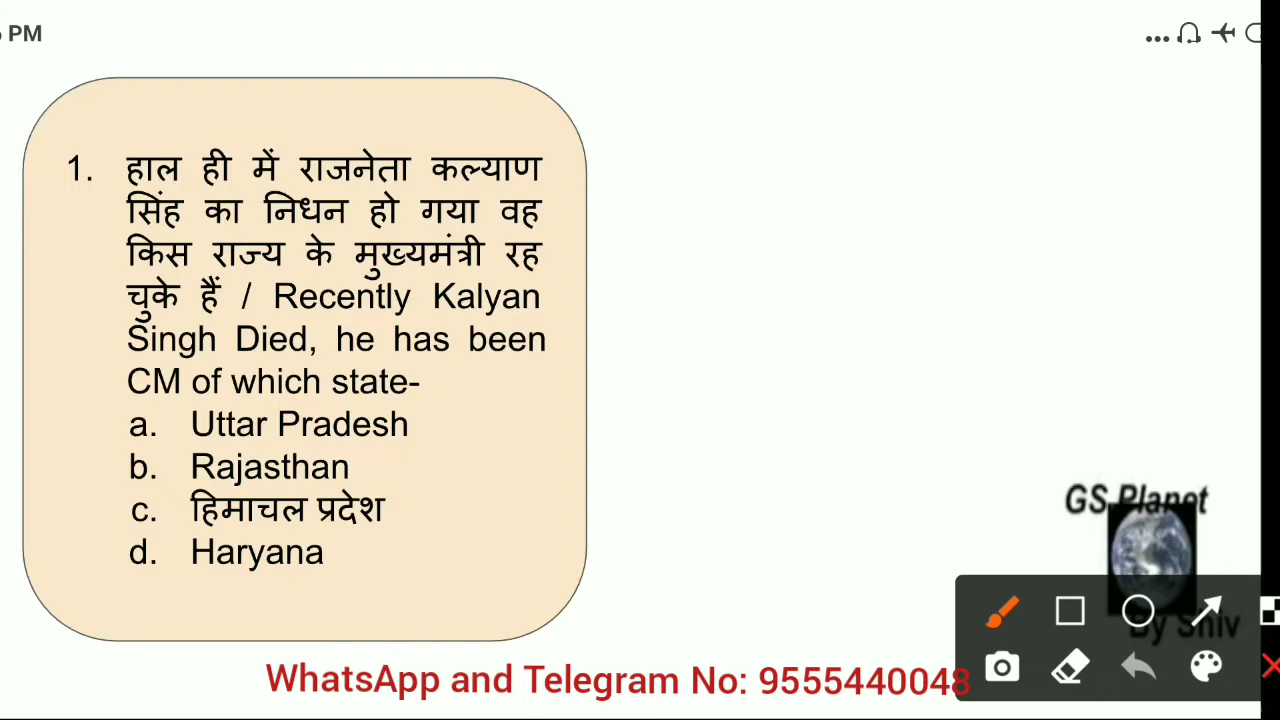 PM
1. हाल ही में राजनेता कल्याण
सिंह का निधन हो गया वह
किस राज्य के मुख्यमंत्री रह
चुके हैं / Recently Kalyan
Singh Died, he has been
CM of which state-
a. Uttar Pradesh
b. Rajasthan
c. हिमाचल प्रदेश
d. Haryana
GS Planet
By Shiv
WhatsApp and Telegram No: 9555440048